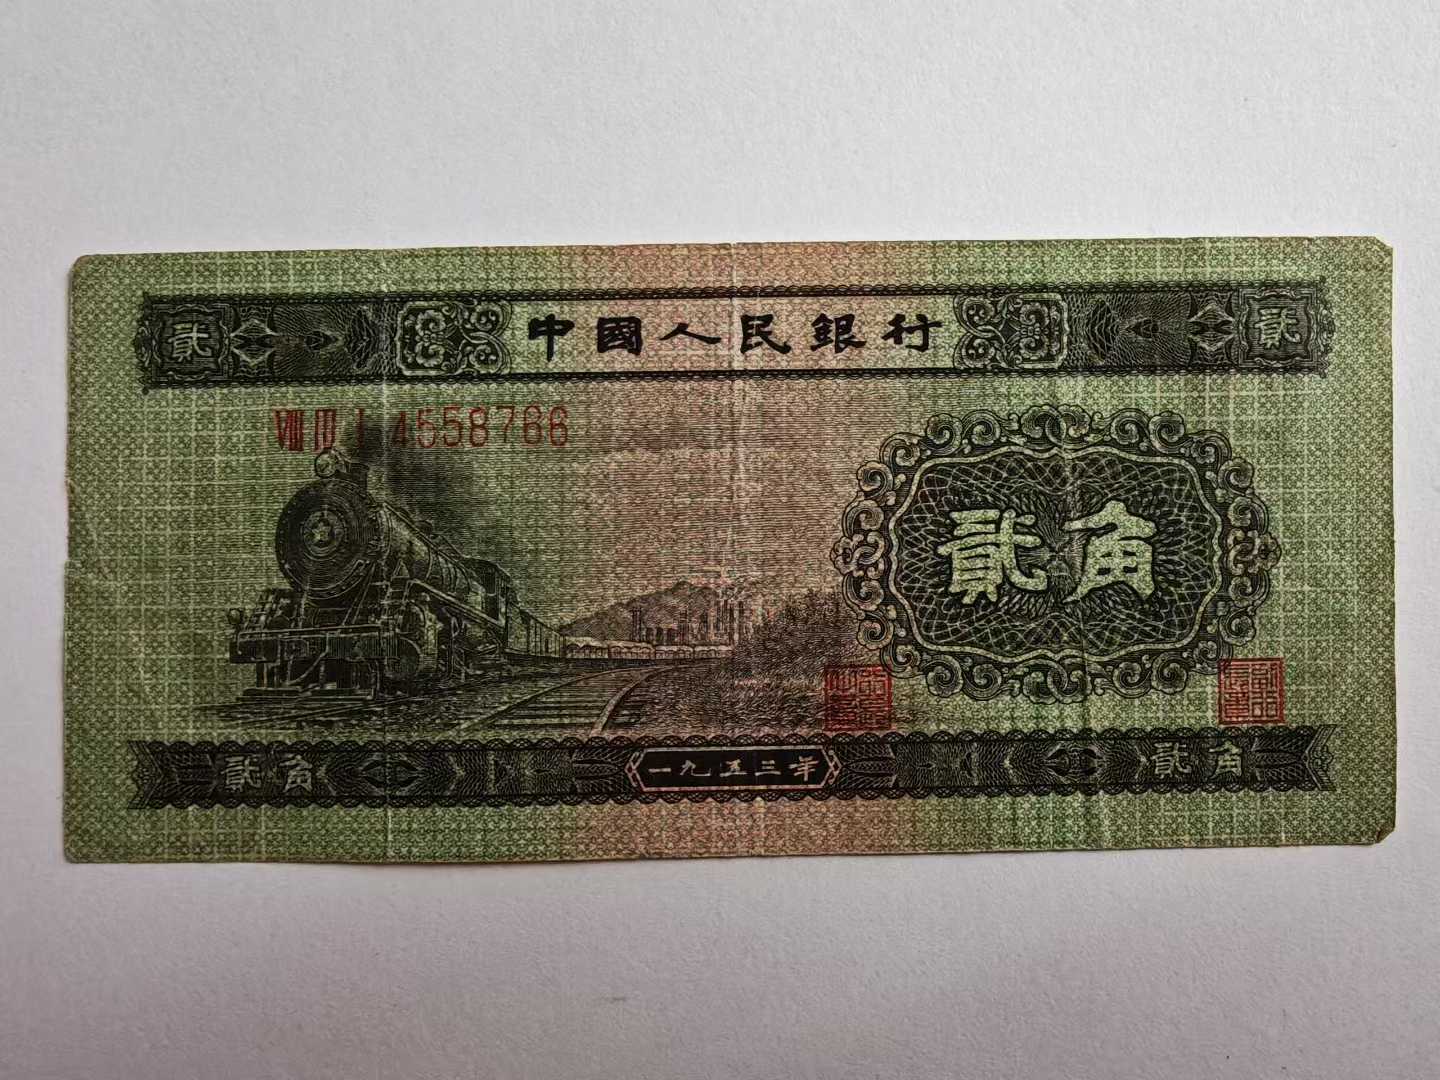 貳 中國人民銀行 貳
VIII IV I 4558766
貳角
貳角 一九五三年 貳角